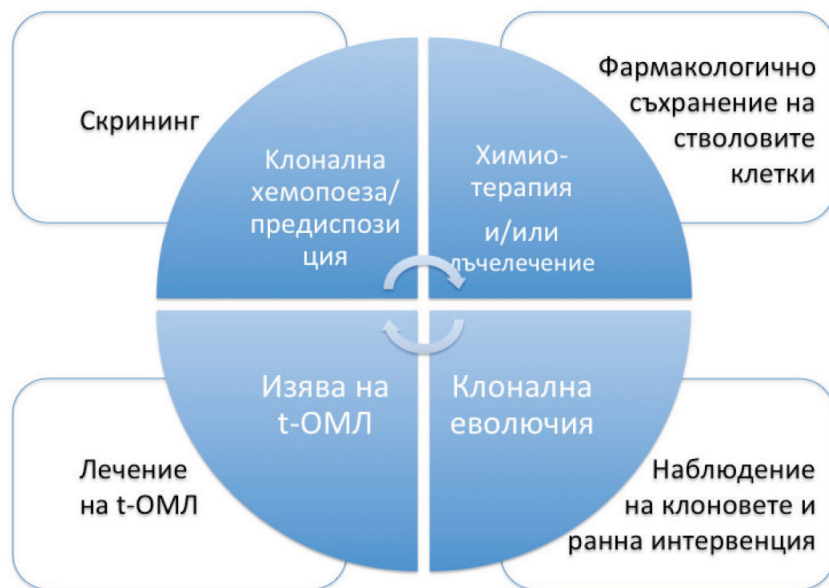 Скрининг
Клонална
хемопоеза/
предиспози
ция
Химио-
терапия
и/или
лъчелечение
Фармакологично
съхранение на
стволовите
клетки
Изява на
t-ОМЛ
Клонална
еволючия
Лечение
на t-ОМЛ
Наблюдение
на клоновете и
ранна интервенция